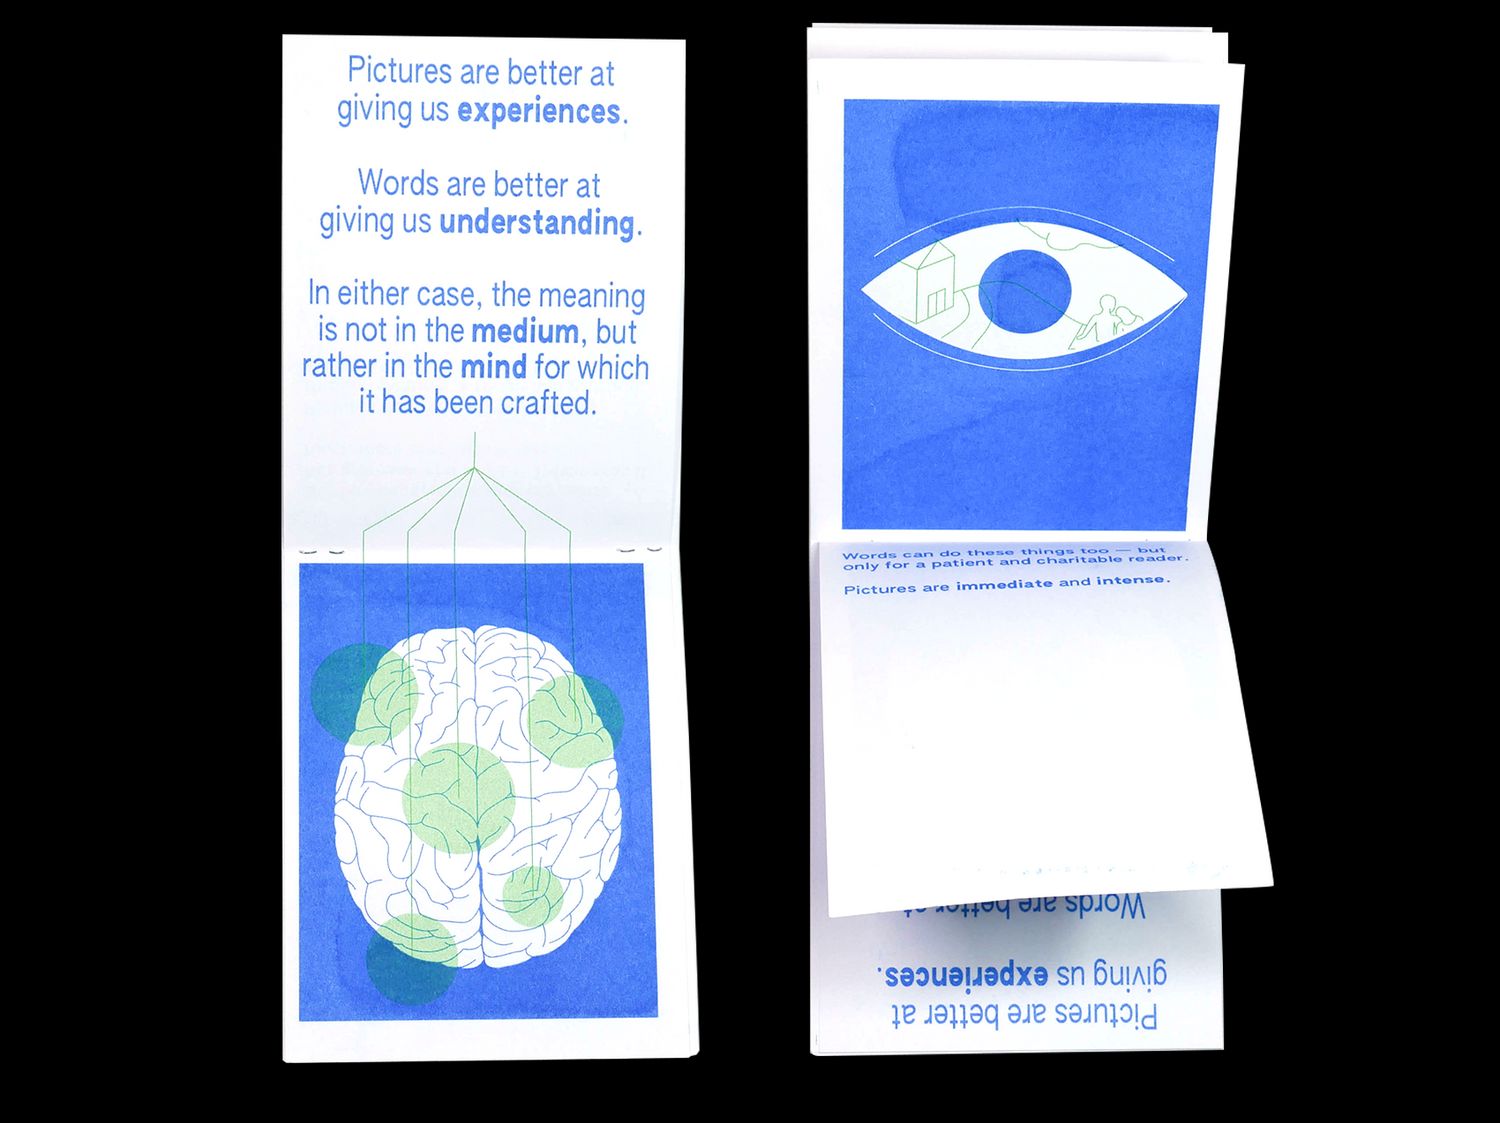 Pictures are better at
giving us experiences.
Words are better at
giving us understanding.
In either case, the meaning
is not in the medium, but
rather in the mind for which
it has been crafted.
Words can do these things too — but
only for a patient and charitable reader.
Pictures are immediate and intense.
Pictures are better at
giving us experiences.
Words are better at